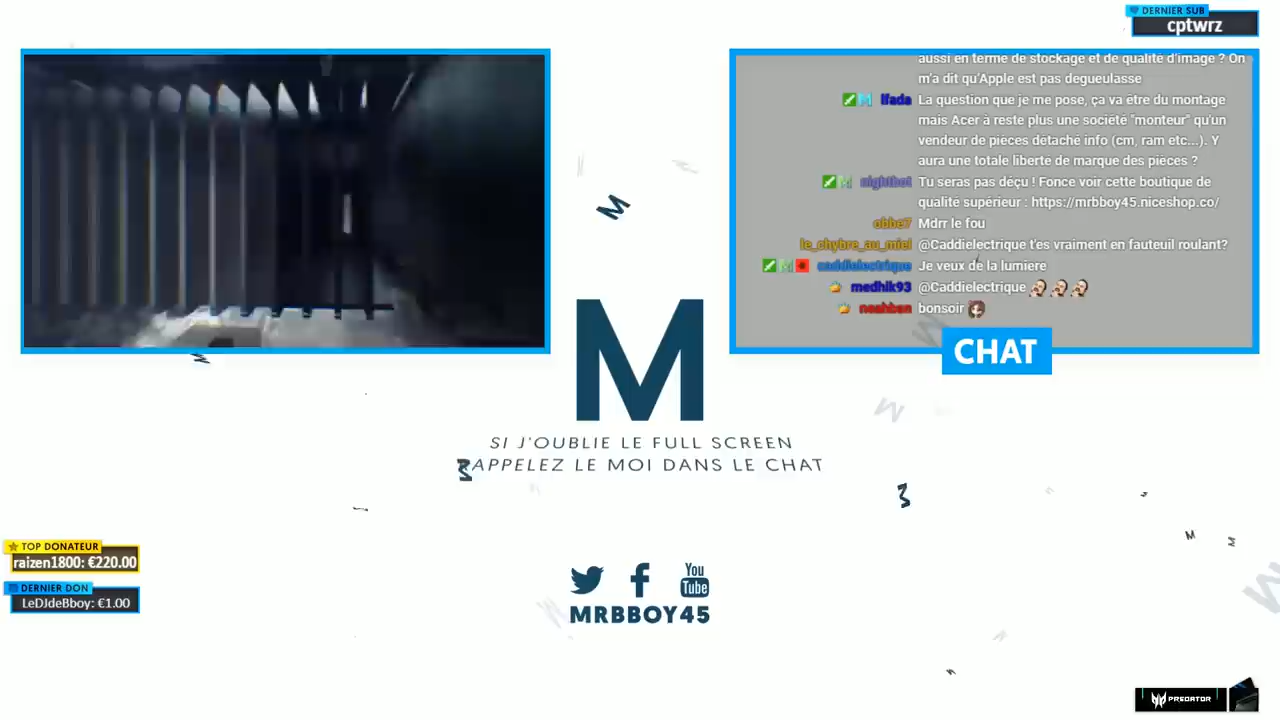 DERNIER SUB
cptwrz
aussi en terme de stockage et de qualité d'image ? On
m'a dit qu'Apple est pas degueulasse
lfada La question que je me pose, ça va être du montage
mais Acer à reste plus une société "monteur" qu'un
vendeur de pièces détaché info (cm, ram etc...). Y
aura une totale liberté de marque des pièces ?
nightbot Tu seras pas déçu ! Fonce voir cette boutique de
qualité supérieur : https://mrbboy45.niceshop.co/
obbe7 Mdrr le fou
le_chybre_au_miel @Caddielectrique t'es vraiment en fauteuil roulant?
caddielectrique Je veux de la lumiere
medhik93 @Caddielectrique
noahban bonsoir
CHAT
M
SI J'OUBLIE LE FULL SCREEN
RAPPELEZ LE MOI DANS LE CHAT
TOP DONATEUR
raizen1800: €220.00
DERNIER DON
LeDJdeBboy: €1.00
You
Tube
MRBBOY45
PREDATOR